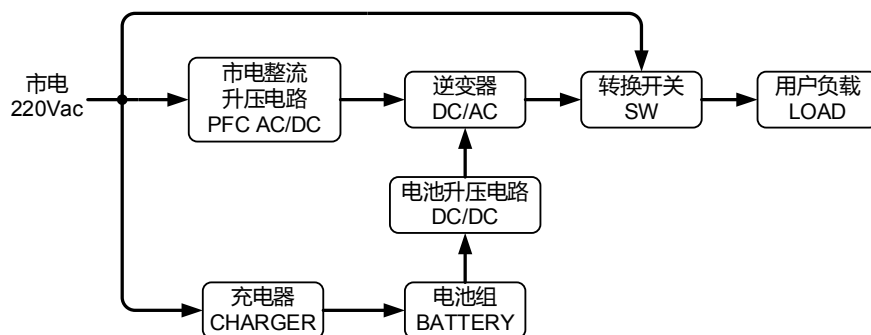 市电
220Vac
市电整流
升压电路
PFC AC/DC
逆变器
DC/AC
转换开关
SW
用户负载
LOAD
电池升压电路
DC/DC
充电器
CHARGER
电池组
BATTERY